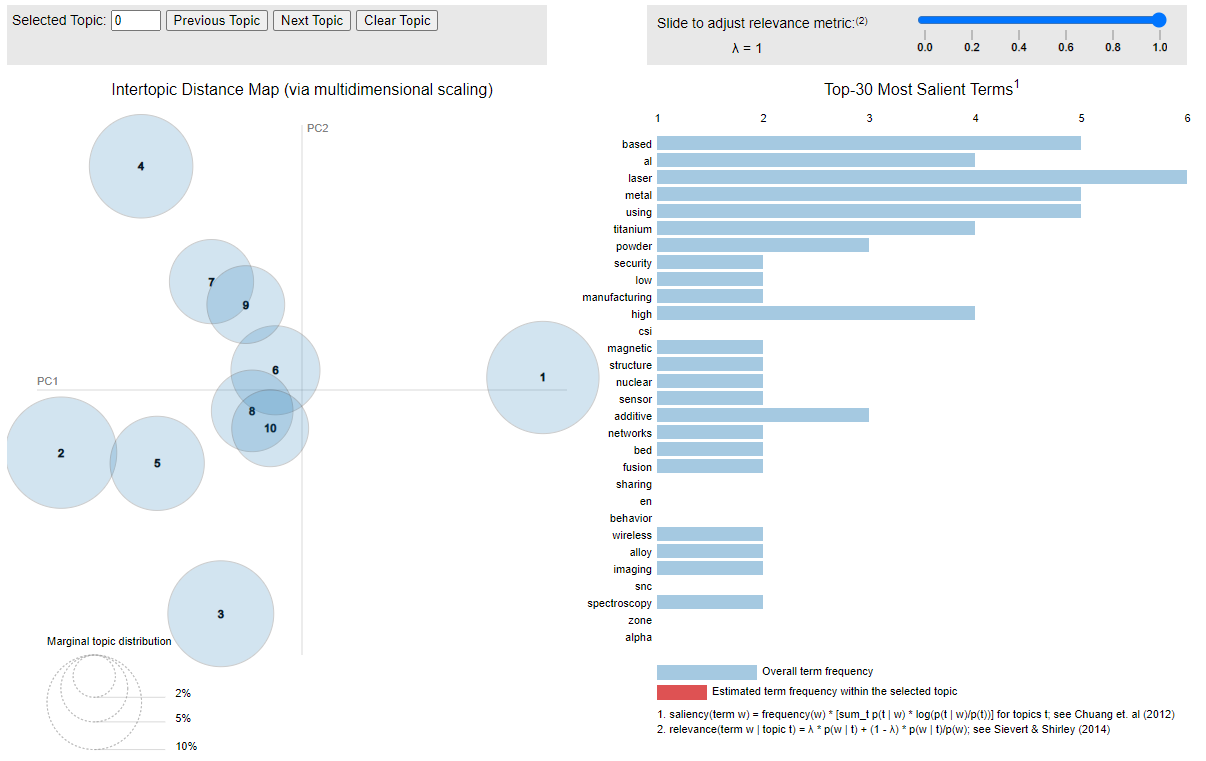 Selected Topic: 0 Previous Topic Next Topic Clear Topic
Slide to adjust relevance metric:(2)
λ = 1
0.0 0.2 0.4 0.6 0.8 1.0
Intertopic Distance Map (via multidimensional scaling)
PC2
PC1
4
7
9
6
1
8
10
2
5
3
Marginal topic distribution
2%
5%
10%
Top-30 Most Salient Terms1
1 2 3 4 5 6
based
al
laser
metal
using
titanium
powder
security
low
manufacturing
high
csi
magnetic
structure
nuclear
sensor
additive
networks
bed
fusion
sharing
en
behavior
wireless
alloy
imaging
snc
spectroscopy
zone
alpha
Overall term frequency
Estimated term frequency within the selected topic
1. saliency(term w) = frequency(w) * [sum_t p(t | w) * log(p(t | w)/p(t))] for topics t; see Chuang et. al (2012)
2. relevance(term w | topic t) = λ * p(w | t) + (1 - λ) * p(w | t)/p(w); see Sievert & Shirley (2014)